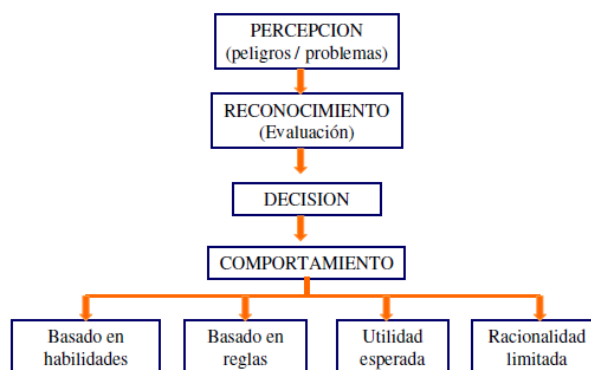 PERCEPCION
(peligros / problemas)
RECONOCIMIENTO
(Evaluación)
DECISION
COMPORTAMIENTO
Basado en
habilidades
Basado en
reglas
Utilidad
esperada
Racionalidad
limitada